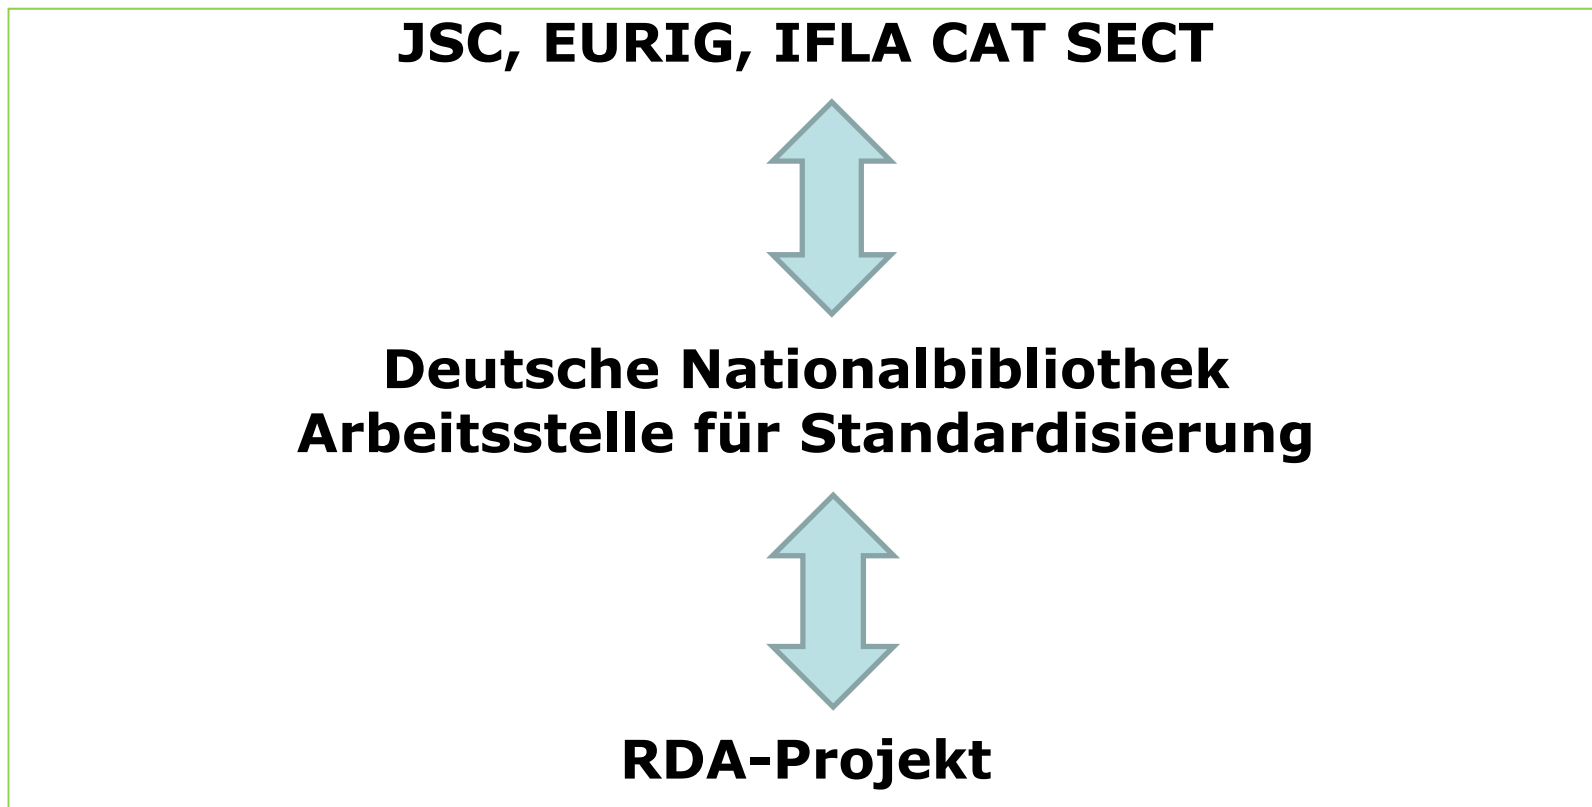 JSC, EURIG, IFLA CAT SECT
Deutsche Nationalbibliothek
Arbeitsstelle für Standardisierung
RDA-Projekt